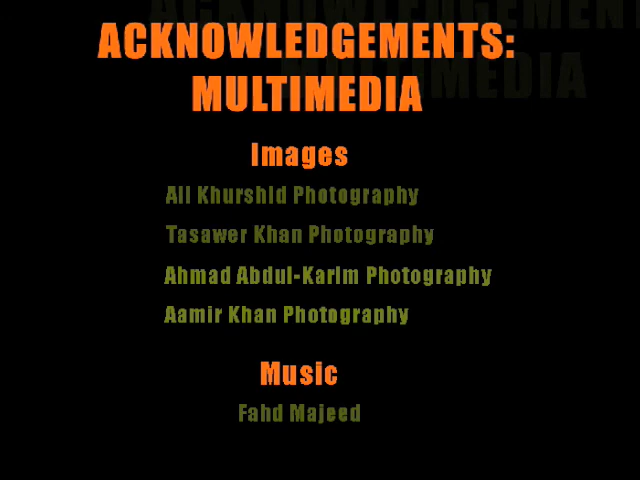 ACKNOWLEDGEMENTS:
MULTIMEDIA
Images
Ali Khurshid Photography
Tasawer Khan Photography
Ahmad Abdul-Karim Photography
Aamir Khan Photography
Music
Fahd Majeed